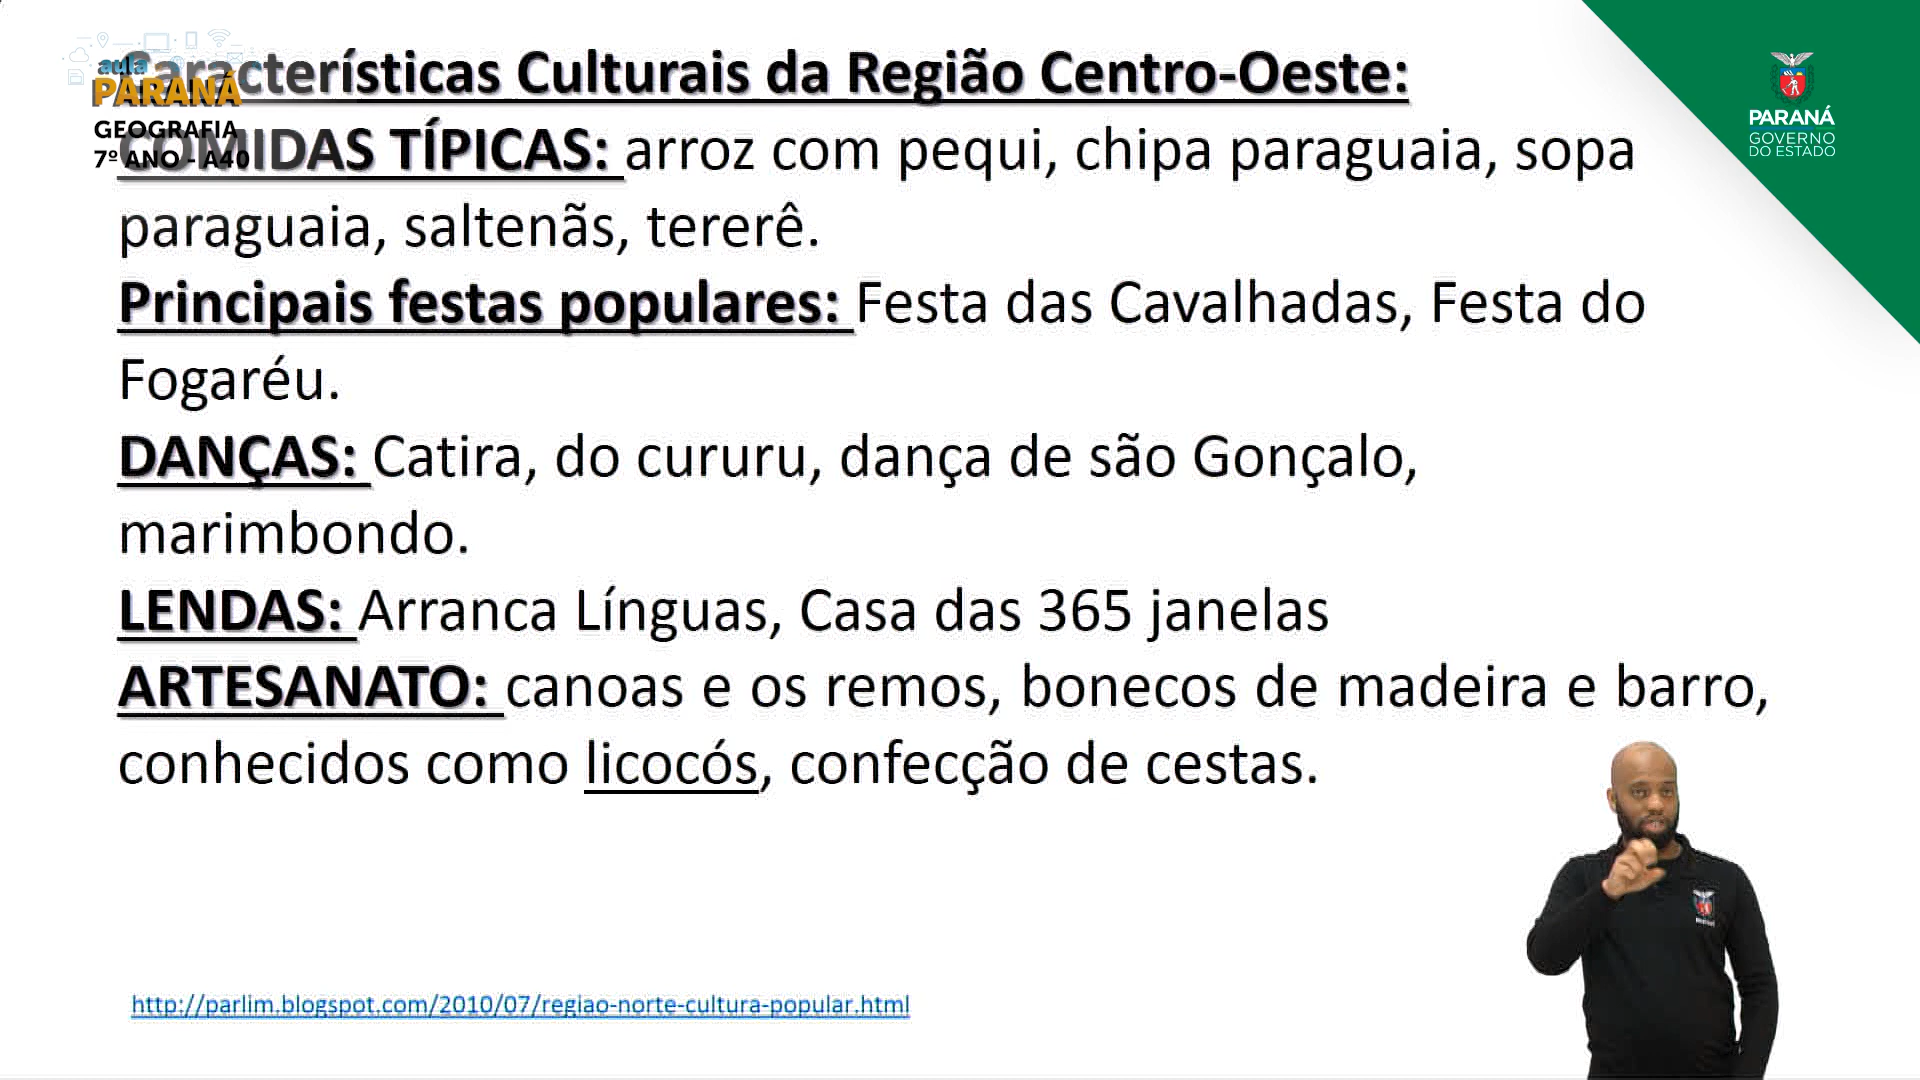 Características Culturais da Região Centro-Oeste:
aula
PARANÁ
GEOGRAFIA
7º ANO - A40
COMIDAS TÍPICAS: arroz com pequi, chipa paraguaia, sopa
paraguaia, saltenãs, tererê.
Principais festas populares: Festa das Cavalhadas, Festa do
Fogaréu.
DANÇAS: Catira, do cururu, dança de são Gonçalo,
marimbondo.
LENDAS: Arranca Línguas, Casa das 365 janelas
ARTESANATO: canoas e os remos, bonecos de madeira e barro,
conhecidos como licocós, confecção de cestas.
http://parlim.blogspot.com/2010/07/regiao-norte-cultura-popular.html
PARANÁ
GOVERNO
DO ESTADO